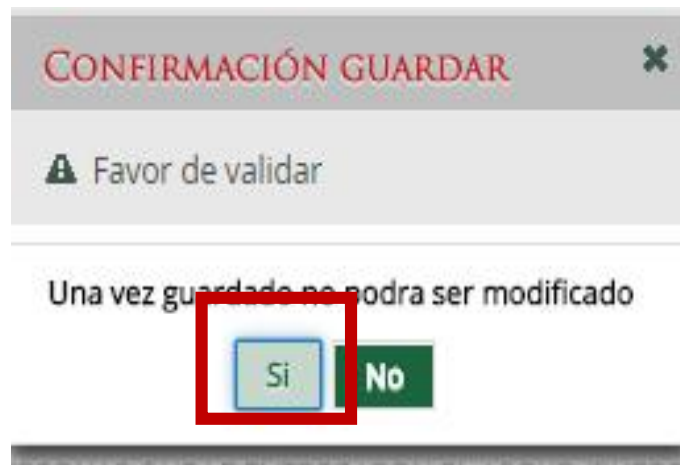 CONFIRMACIÓN GUARDAR
Favor de validar
Una vez guardado no podra ser modificado
Si No